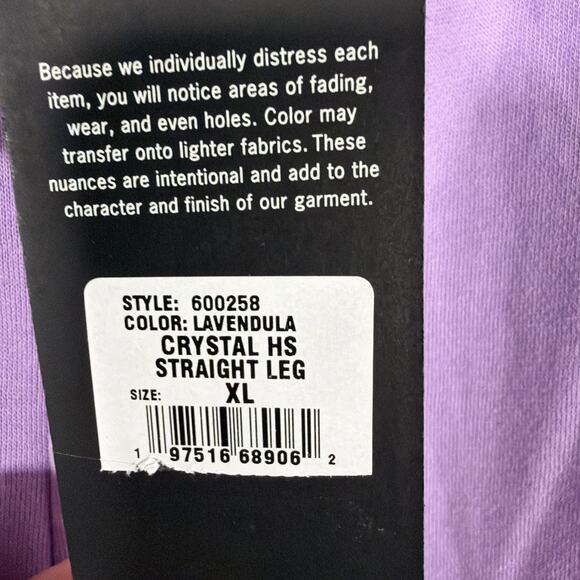 Because we individually distress each
item, you will notice areas of fading,
wear, and even holes. Color may
transfer onto lighter fabrics. These
nuances are intentional and add to the
character and finish of our garment.
STYLE: 600258
COLOR: LAVENDULA
CRYSTAL HS
STRAIGHT LEG
SIZE: XL
1 97516 68906 2